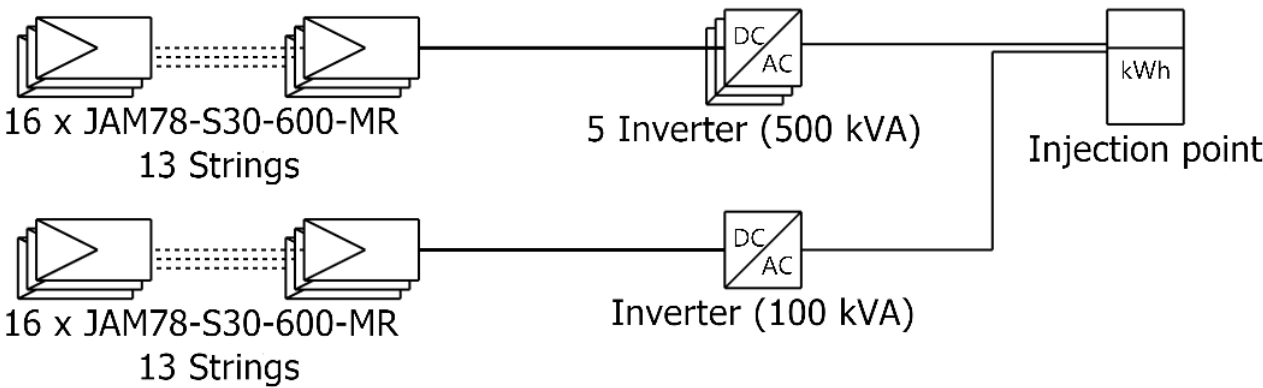 DC
AC
kWh
16 x JAM78-S30-600-MR
13 Strings
5 Inverter (500 kVA)
Injection point
DC
AC
16 x JAM78-S30-600-MR
13 Strings
Inverter (100 kVA)